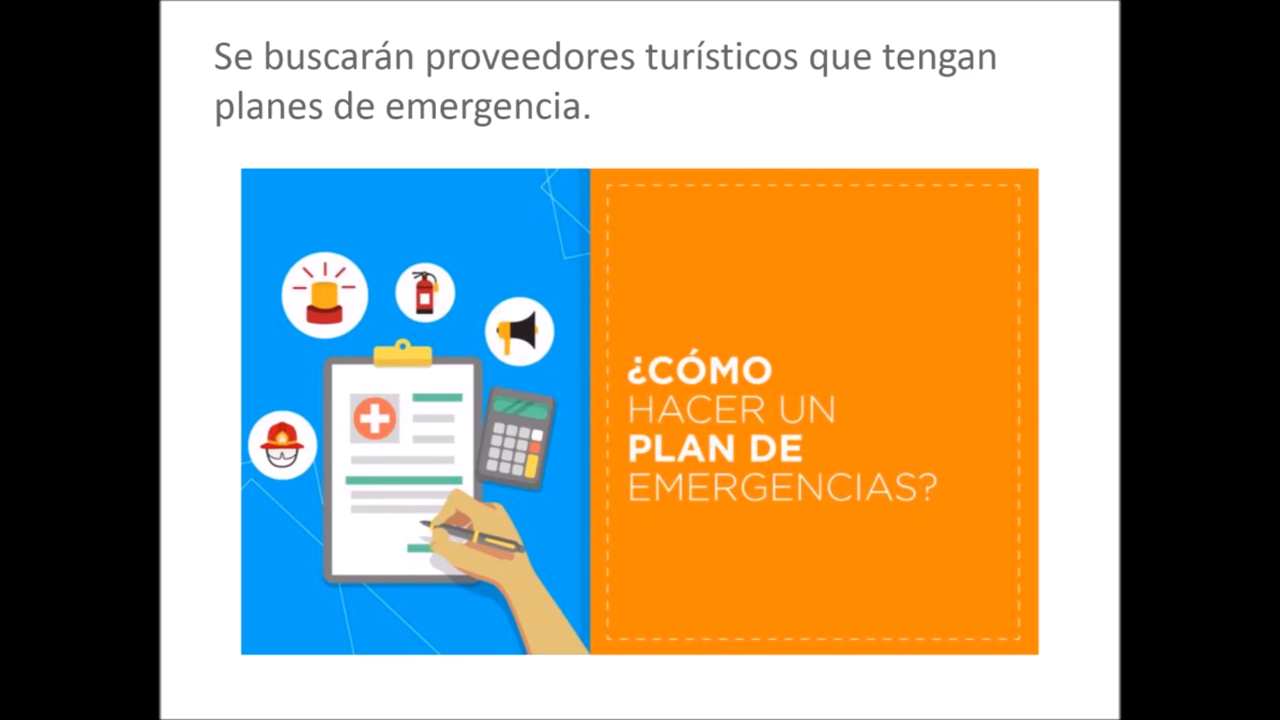 Se buscarán proveedores turísticos que tengan
planes de emergencia.
¿CÓMO
HACER UN
PLAN DE
EMERGENCIAS?